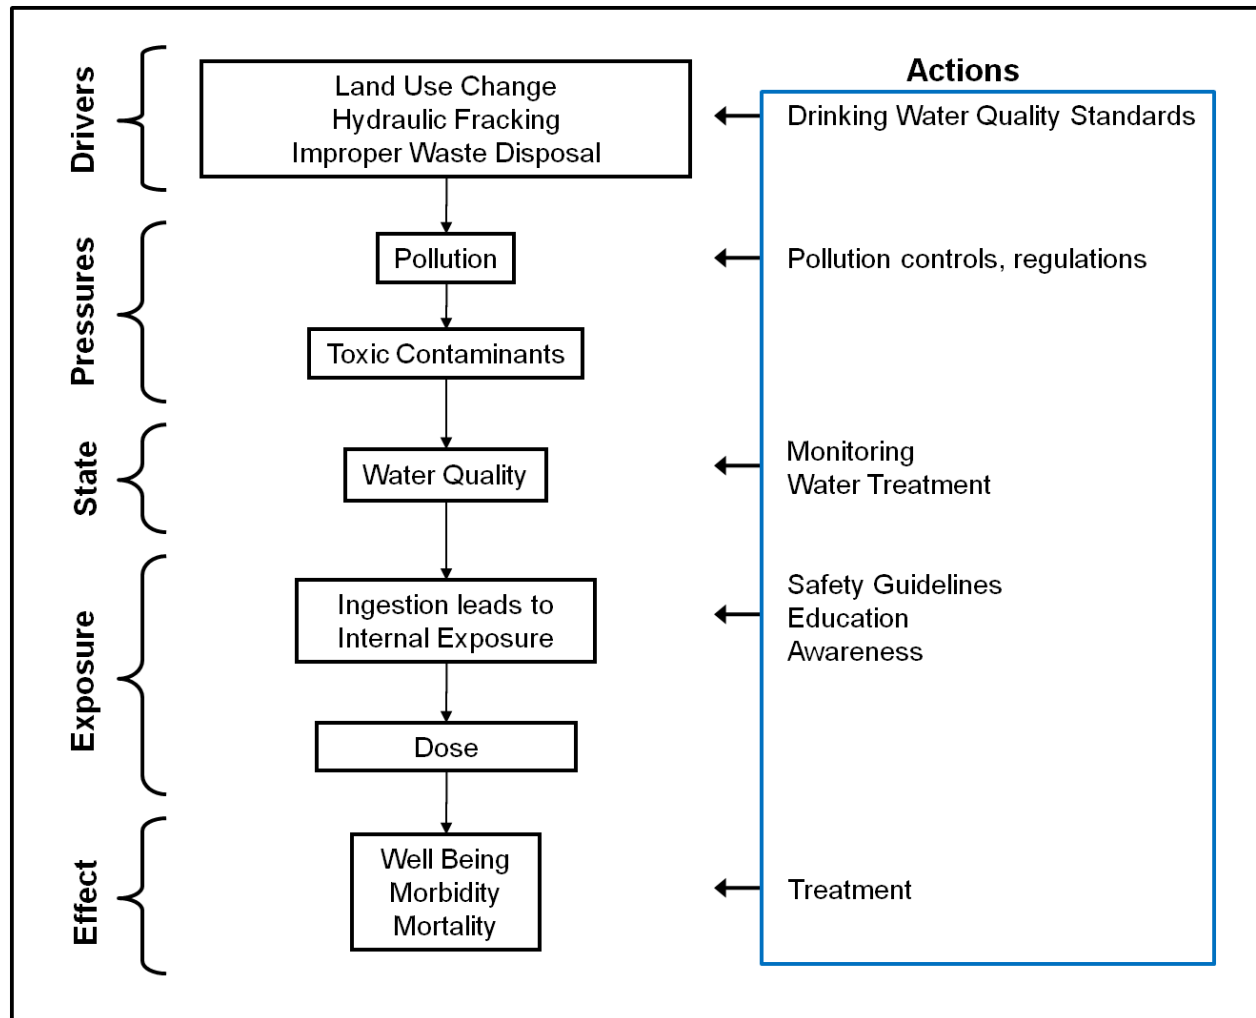 Drivers
Land Use Change
Hydraulic Fracking
Improper Waste Disposal
Actions
Drinking Water Quality Standards
Pressures
Pollution
Pollution controls, regulations
Toxic Contaminants
State
Water Quality
Monitoring
Water Treatment
Exposure
Ingestion leads to
Internal Exposure
Safety Guidelines
Education
Awareness
Dose
Effect
Well Being
Morbidity
Mortality
Treatment